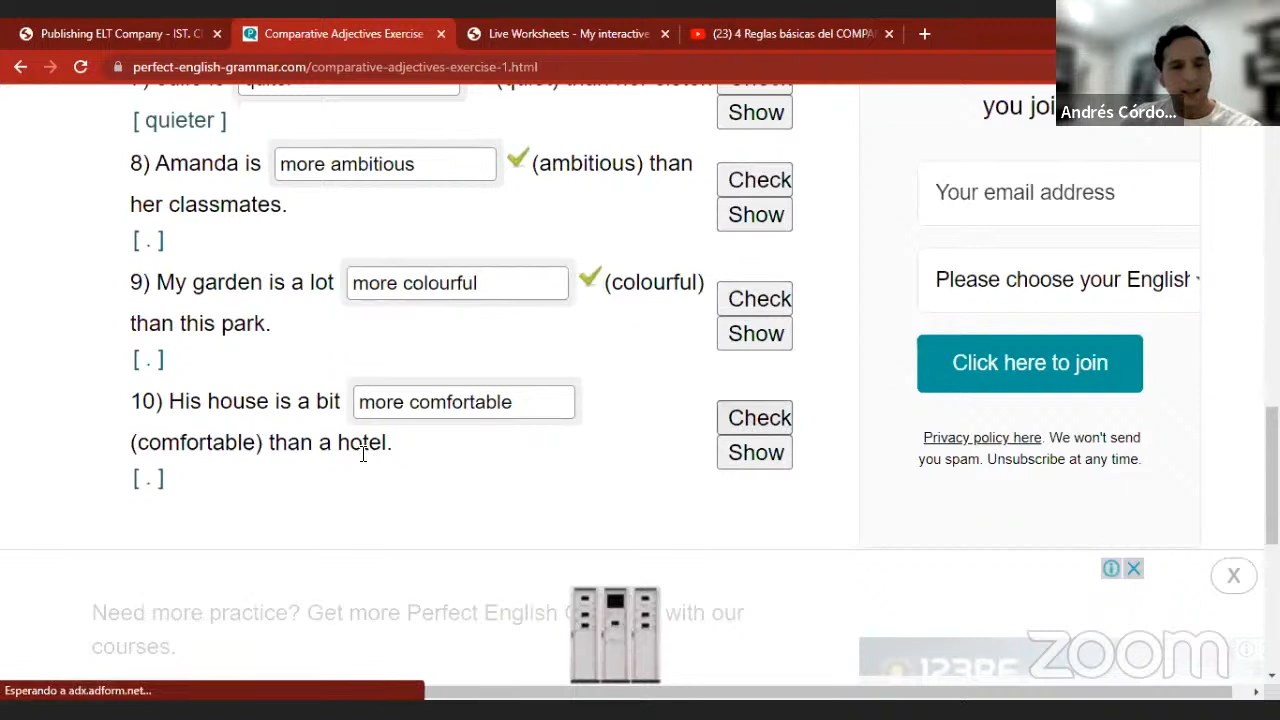 Publishing ELT Company - IST. C
Comparative Adjectives Exercise
Live Worksheets - My interactive
(23) 4 Reglas básicas del COMPA
perfect-english-grammar.com/comparative-adjectives-exercise-1.html
Andrés Córdo...
you joi
[ quieter ]
Show
8) Amanda is more ambitious (ambitious) than
Check
her classmates.
Show
[ . ]
9) My garden is a lot more colourful (colourful)
Check
than this park.
Show
[ . ]
10) His house is a bit more comfortable
Check
(comfortable) than a hotel.
Show
[ . ]
Your email address
Please choose your English
Click here to join
Privacy policy here. We won't send
you spam. Unsubscribe at any time.
X
Need more practice? Get more Perfect English G with our
courses.
zoom
Esperando a adx.adform.net...